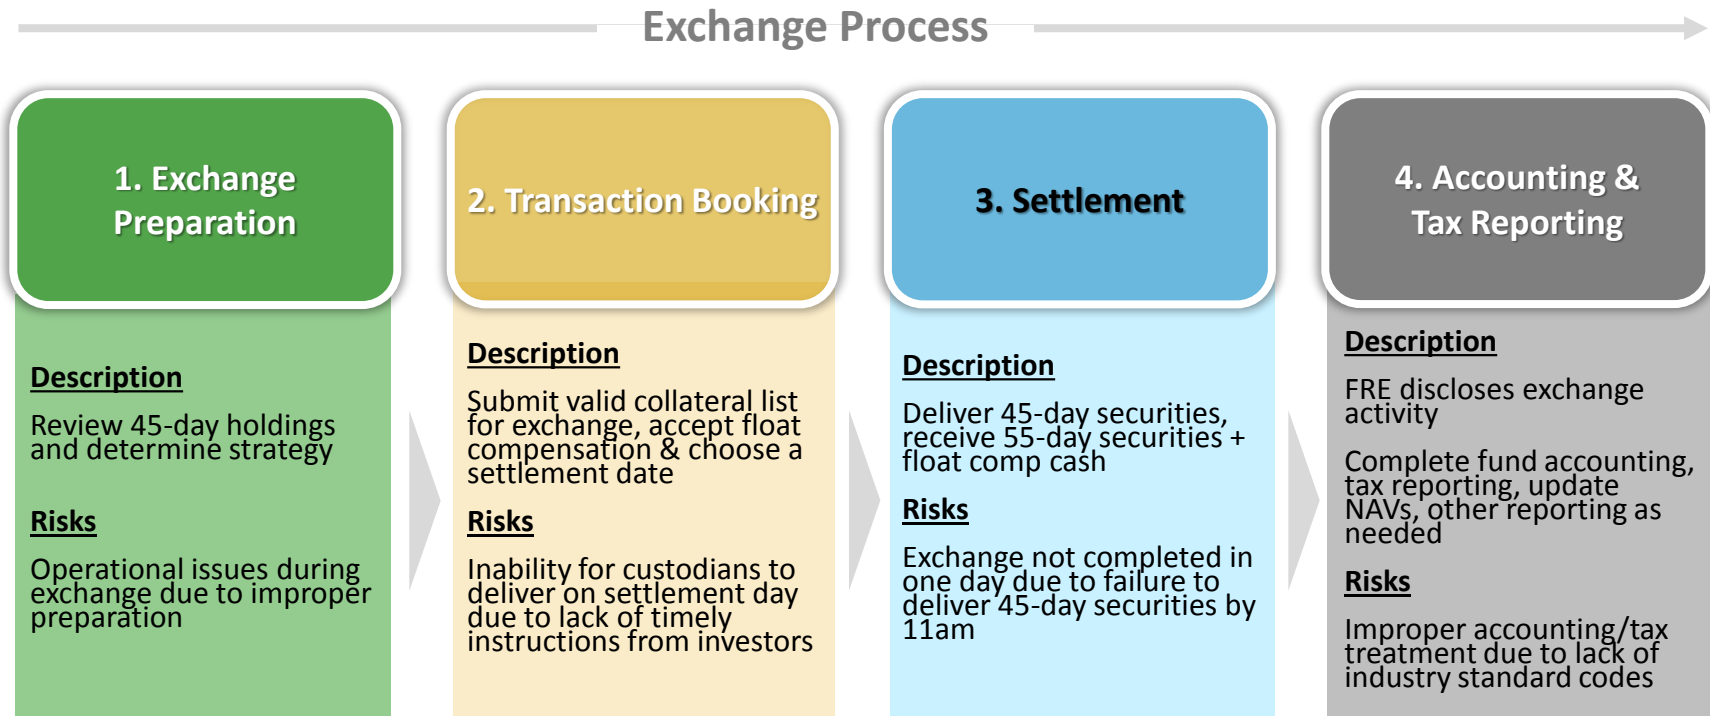 Exchange Process
1. Exchange
Preparation
Description
Review 45-day holdings
and determine strategy
Risks
Operational issues during
exchange due to improper
preparation
2. Transaction Booking
Description
Submit valid collateral list
for exchange, accept float
compensation & choose a
settlement date
Risks
Inability for custodians to
deliver on settlement day
due to lack of timely
instructions from investors
3. Settlement
Description
Deliver 45-day securities,
receive 55-day securities +
float comp cash
Risks
Exchange not completed in
one day due to failure to
deliver 45-day securities by
11am
4. Accounting &
Tax Reporting
Description
FRE discloses exchange
activity
Complete fund accounting,
tax reporting, update
NAVs, other reporting as
needed
Risks
Improper accounting/tax
treatment due to lack of
industry standard codes